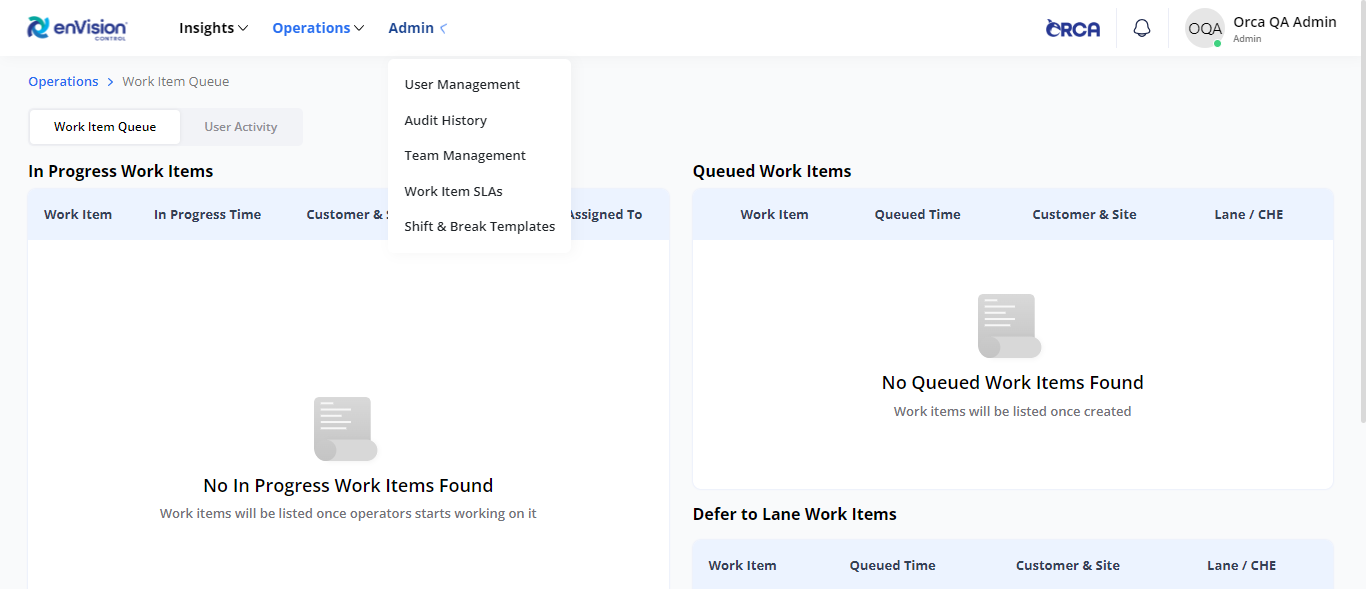 enVision
CONTROL
Insights
Operations
Admin
ORCA
OQA
Orca QA Admin
Admin
Operations > Work Item Queue
User Management
Audit History
Team Management
Work Item SLAs
Shift & Break Templates
Work Item Queue
User Activity
In Progress Work Items
Work Item
In Progress Time
Customer &
Assigned To
No In Progress Work Items Found
Work items will be listed once operators starts working on it
Queued Work Items
Work Item
Queued Time
Customer & Site
Lane / CHE
No Queued Work Items Found
Work items will be listed once created
Defer to Lane Work Items
Work Item
Queued Time
Customer & Site
Lane / CHE